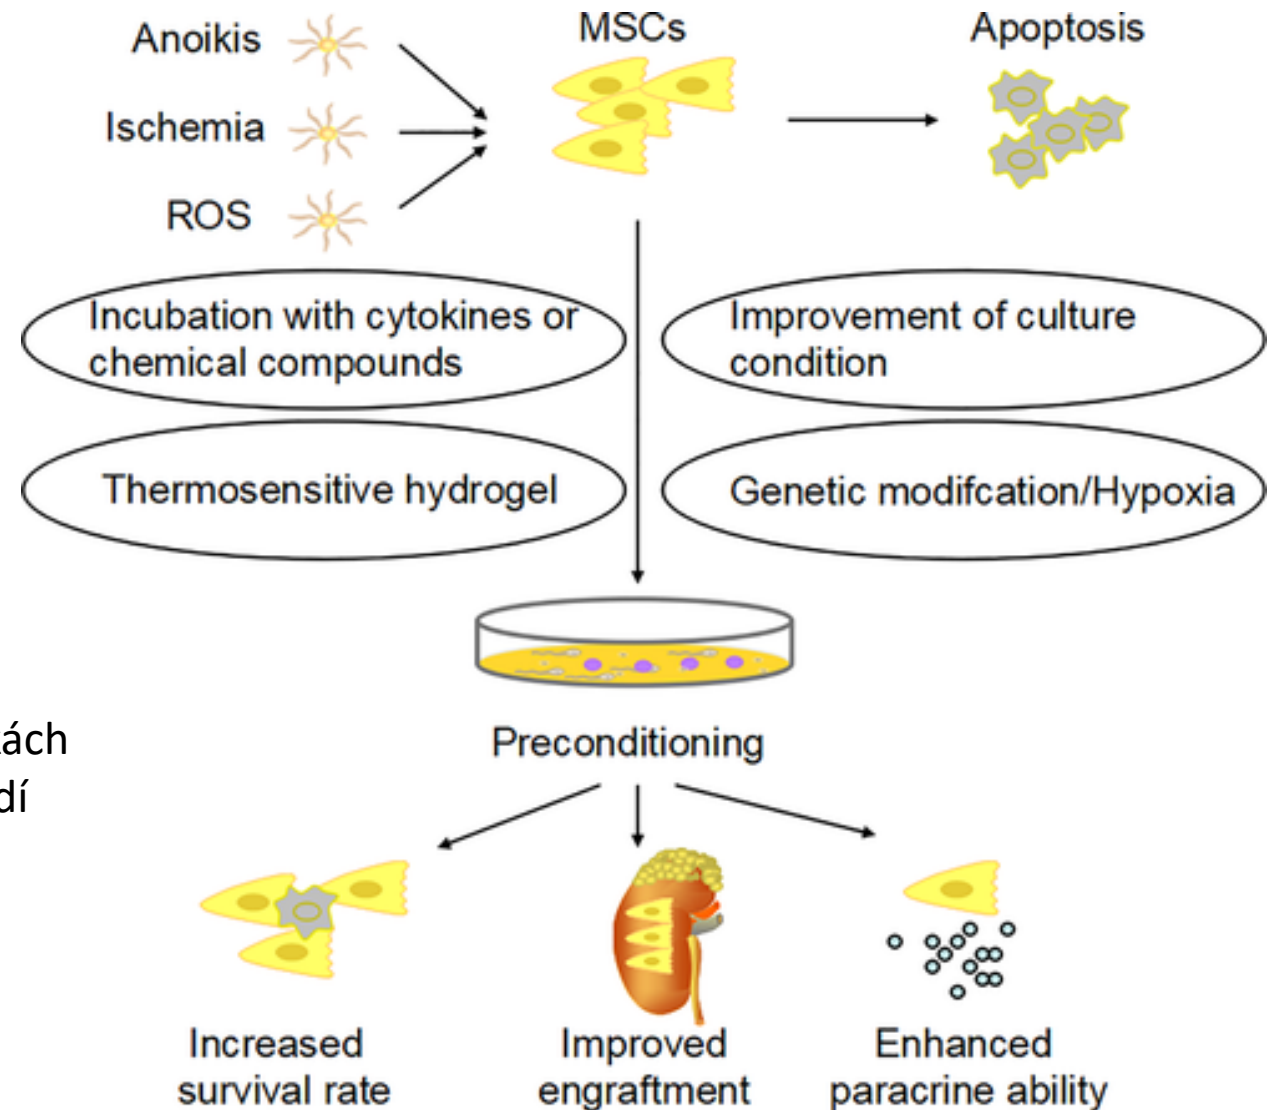 Anoikis
MSCs
Apoptosis
Ischemia
ROS
Incubation with cytokines or
chemical compounds
Improvement of culture
condition
Thermosensitive hydrogel
Genetic modifcation/Hypoxia
Preconditioning
Increased
survival rate
Improved
engraftment
Enhanced
paracrine ability